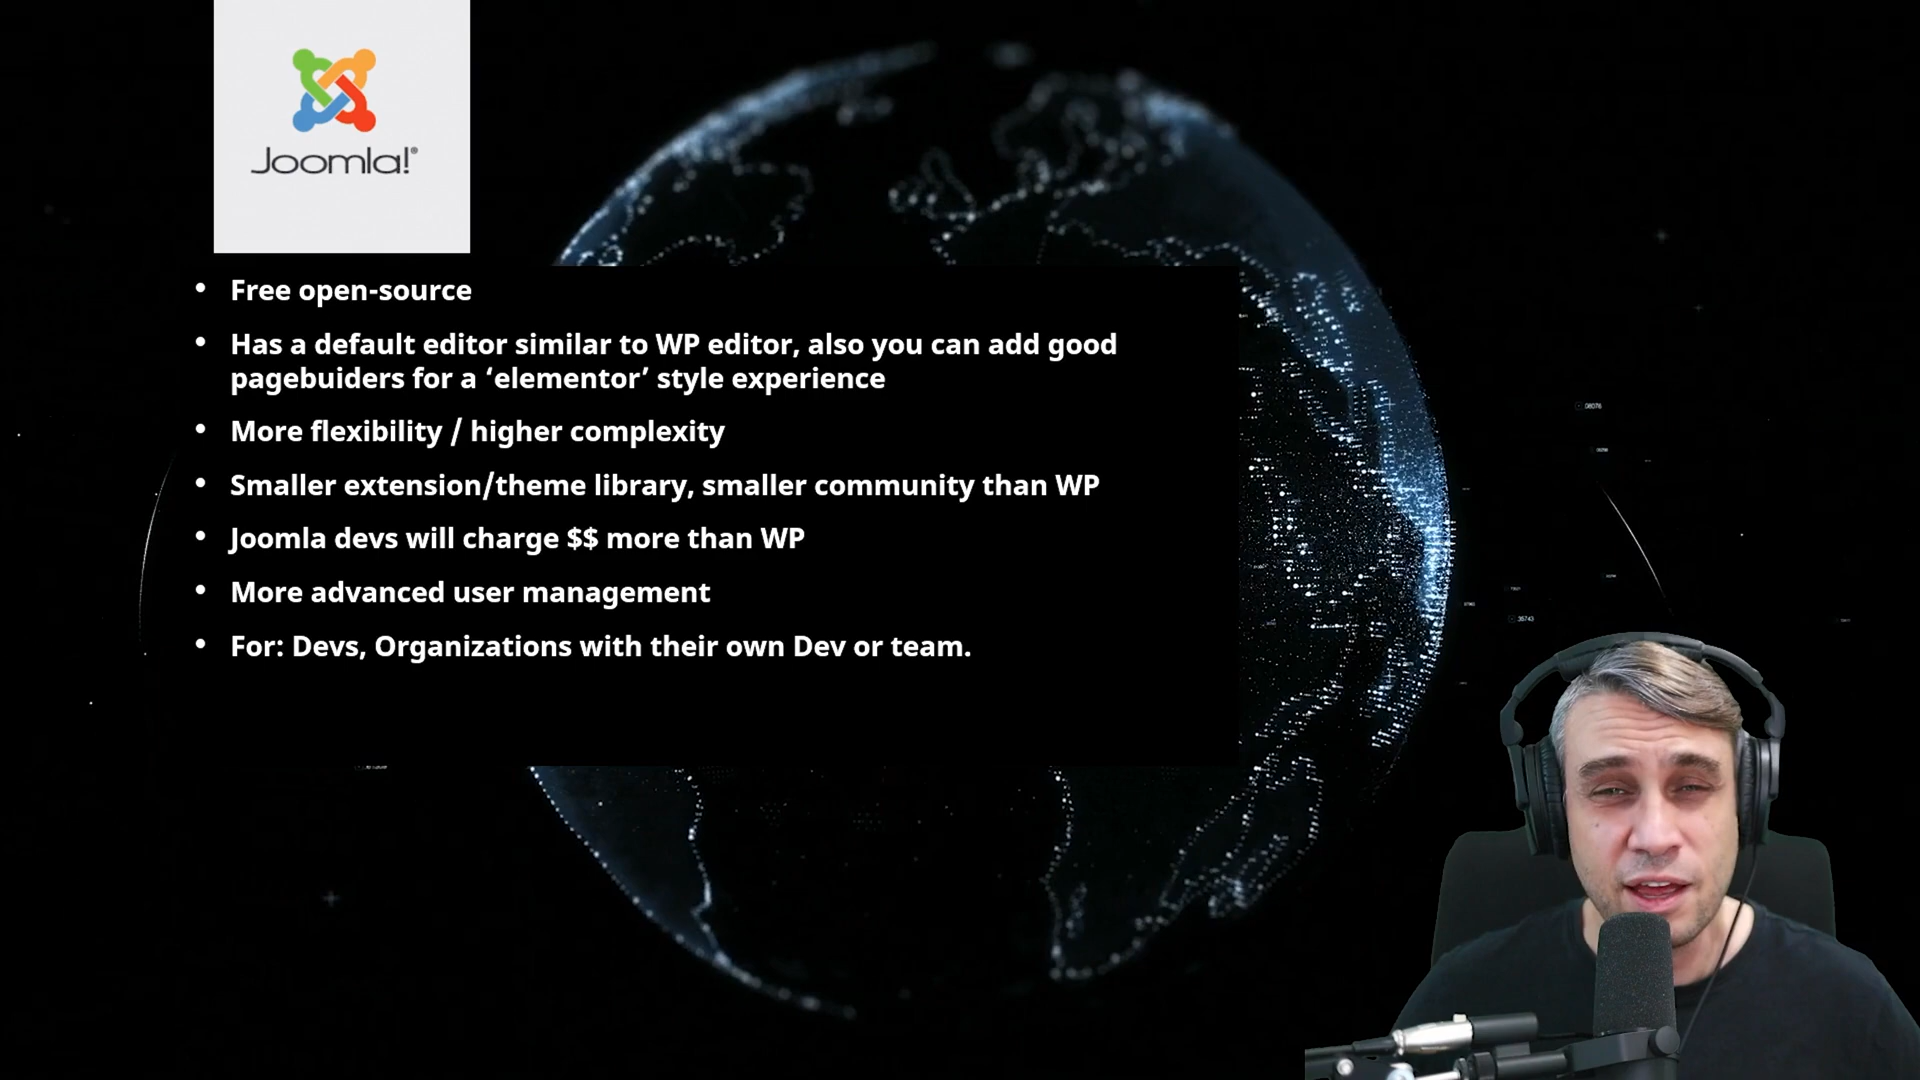 Joomla!®
• Free open-source
• Has a default editor similar to WP editor, also you can add good
pagebuiders for a ‘elementor’ style experience
• More flexibility / higher complexity
• Smaller extension/theme library, smaller community than WP
• Joomla devs will charge $$ more than WP
• More advanced user management
• For: Devs, Organizations with their own Dev or team.
08076
36743